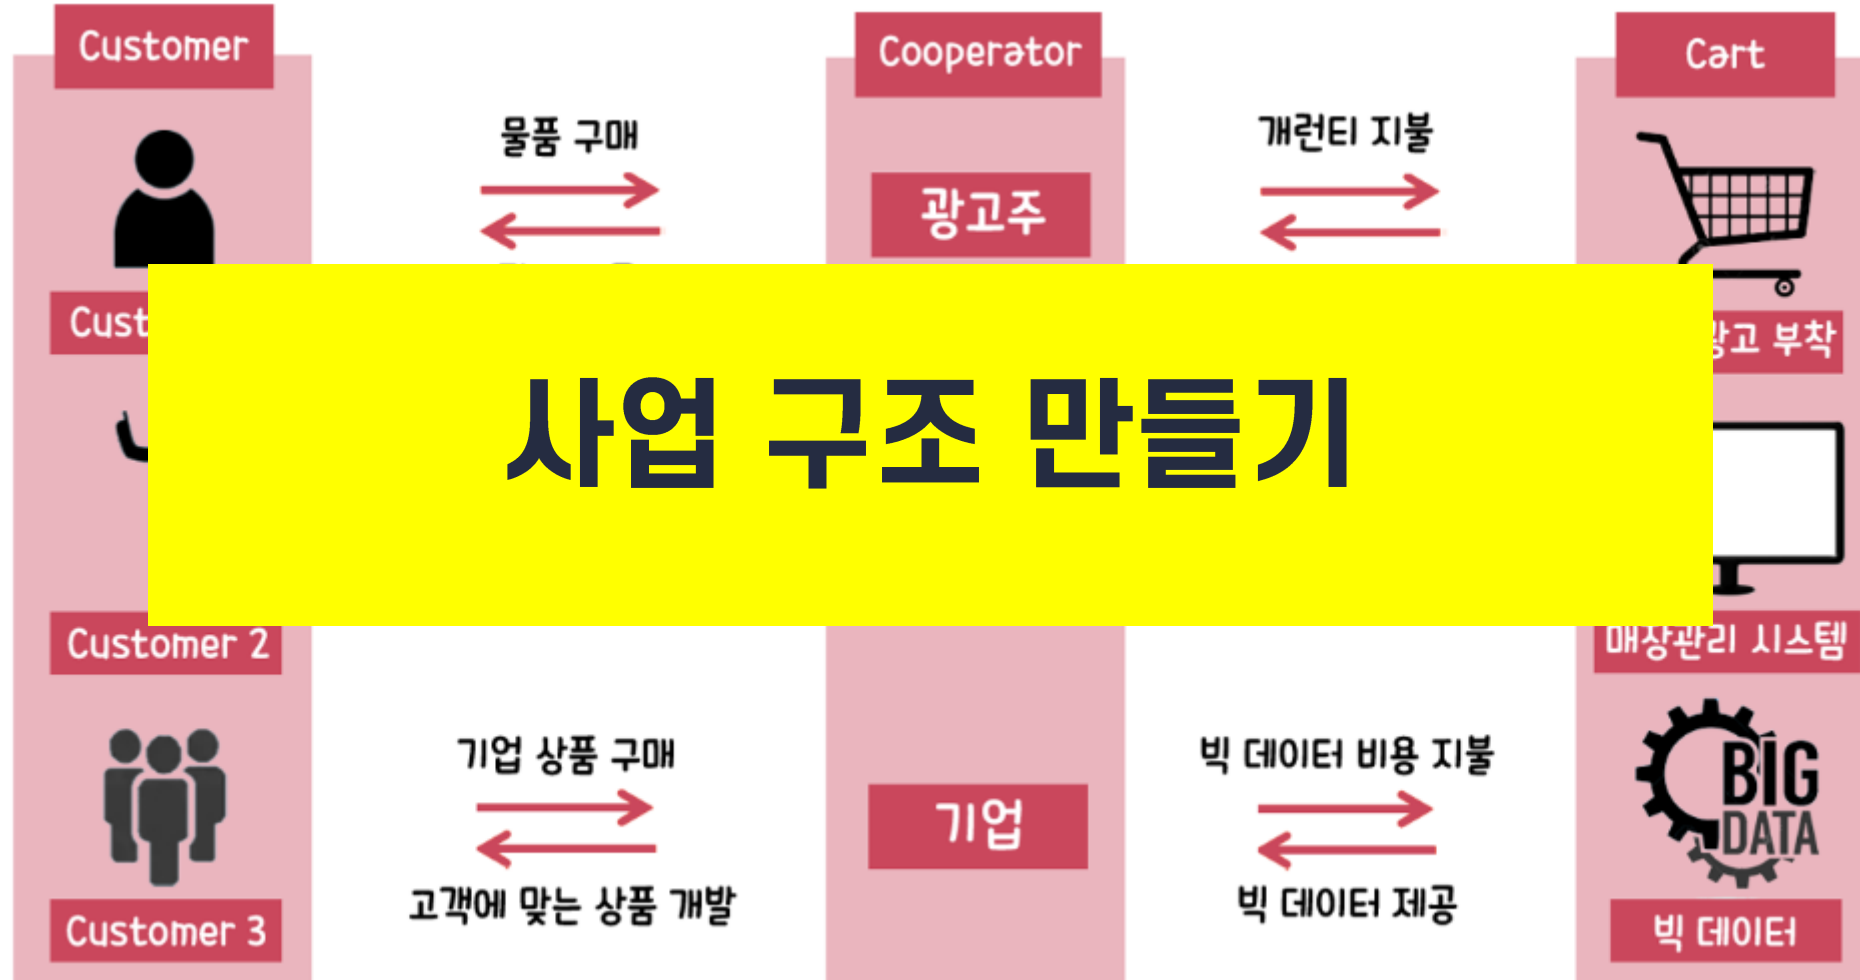 Customer
Cooperator
Cart
물품 구매
개런티 지불
광고주
Cust
광고 부착
사업 구조 만들기
Customer 2
매장관리 시스템
기업 상품 구매
빅 데이터 비용 지불
기업
BIG
DATA
고객에 맞는 상품 개발
빅 데이터 제공
Customer 3
빅 데이터